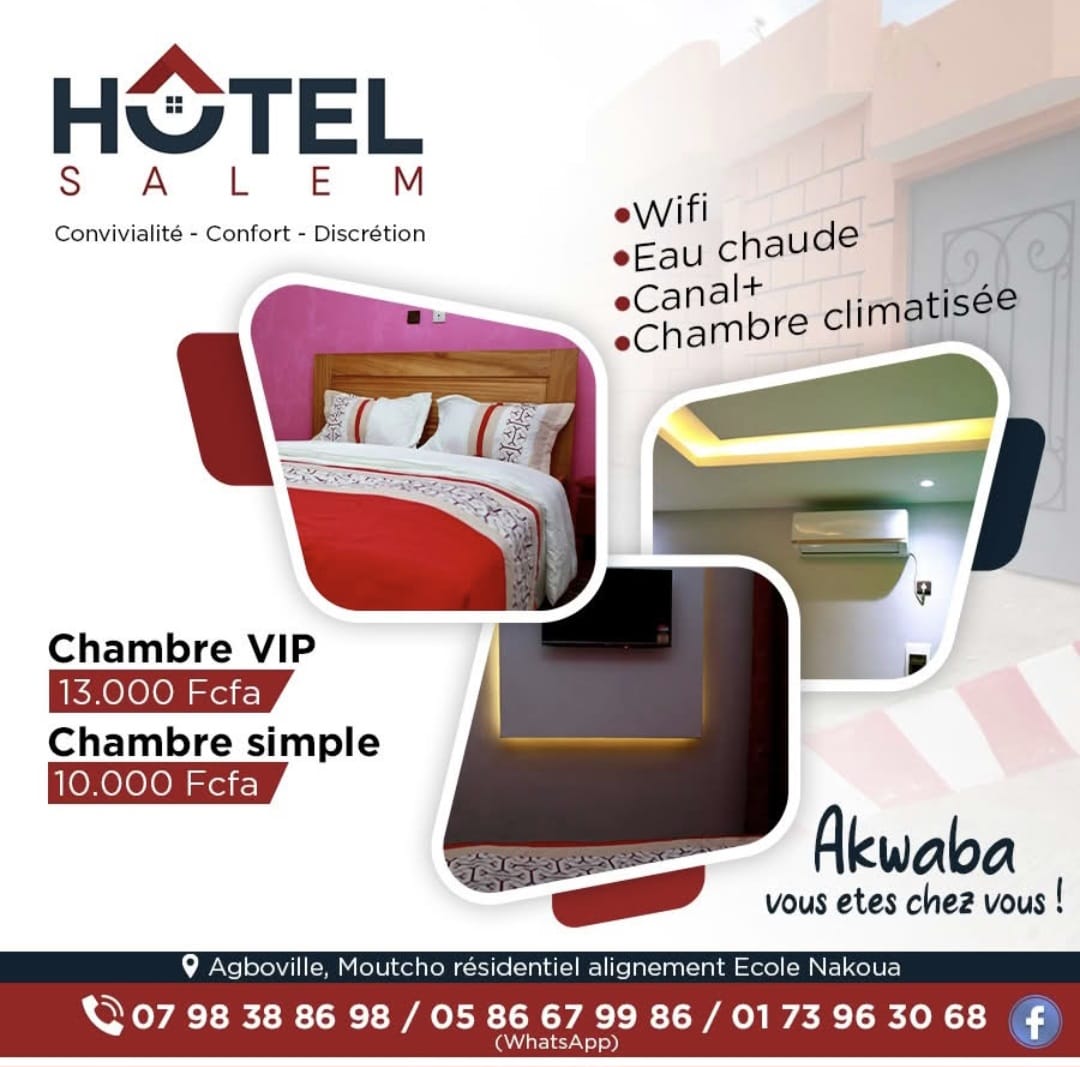 HÔTEL
SALEM
Convivialité - Confort - Discrétion
•Wifi
•Eau chaude
•Canal+
•Chambre climatisée
Chambre VIP
13.000 Fcfa
Chambre simple
10.000 Fcfa
Akwaba
vous etes chez vous !
Agboville, Moutcho résidentiel alignement Ecole Nakoua
07 98 38 86 98 / 05 86 67 99 86 / 01 73 96 30 68
(WhatsApp)
f